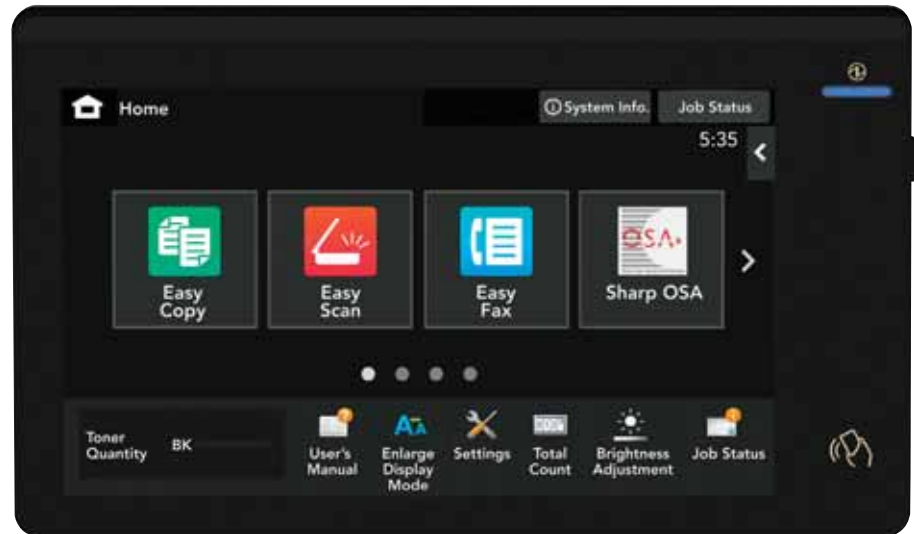 Home
System Info.
Job Status
5:35
Easy
Copy
Easy
Scan
Easy
Fax
OSA
Sharp OSA
Toner
Quantity
BK
User's
Manual
Enlarge
Display
Mode
Settings
Total
Count
Brightness
Adjustment
Job Status